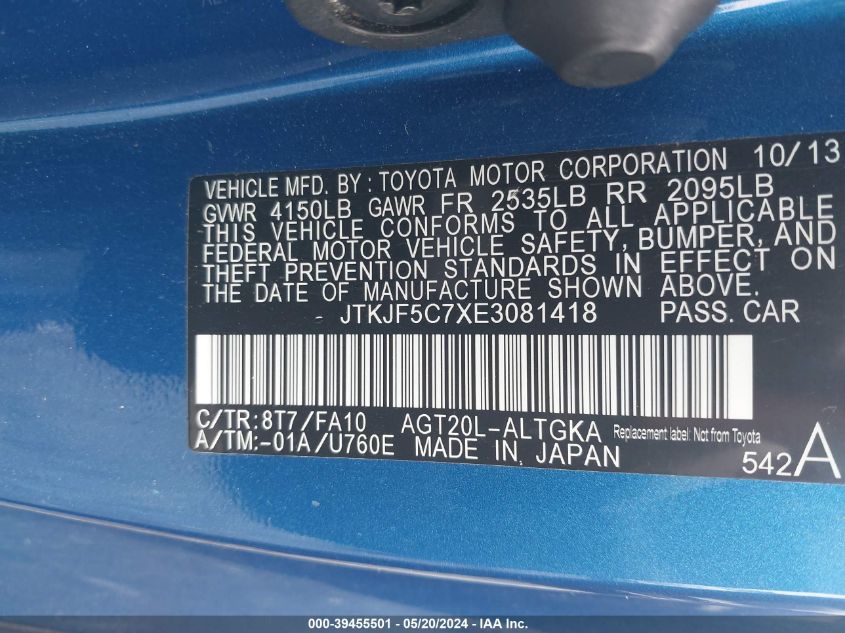 VEHICLE MFD. BY : TOYOTA MOTOR CORPORATION 10/13
GVWR 4150LB GAWR FR 2535LB RR 2095LB
THIS VEHICLE CONFORMS TO ALL APPLICABLE
FEDERAL MOTOR VEHICLE SAFETY, BUMPER, AND
THEFT PREVENTION STANDARDS IN EFFECT ON
THE DATE OF MANUFACTURE SHOWN ABOVE.
JTKJF5C7XE3081418 PASS. CAR
C/TR: 8T7/FA10 AGT20L-ALTGKA Replacement label: Not from Toyota
A/TM:-01A/U760E MADE IN JAPAN 542A
000-39455501 - 05/20/2024 - IAA Inc.